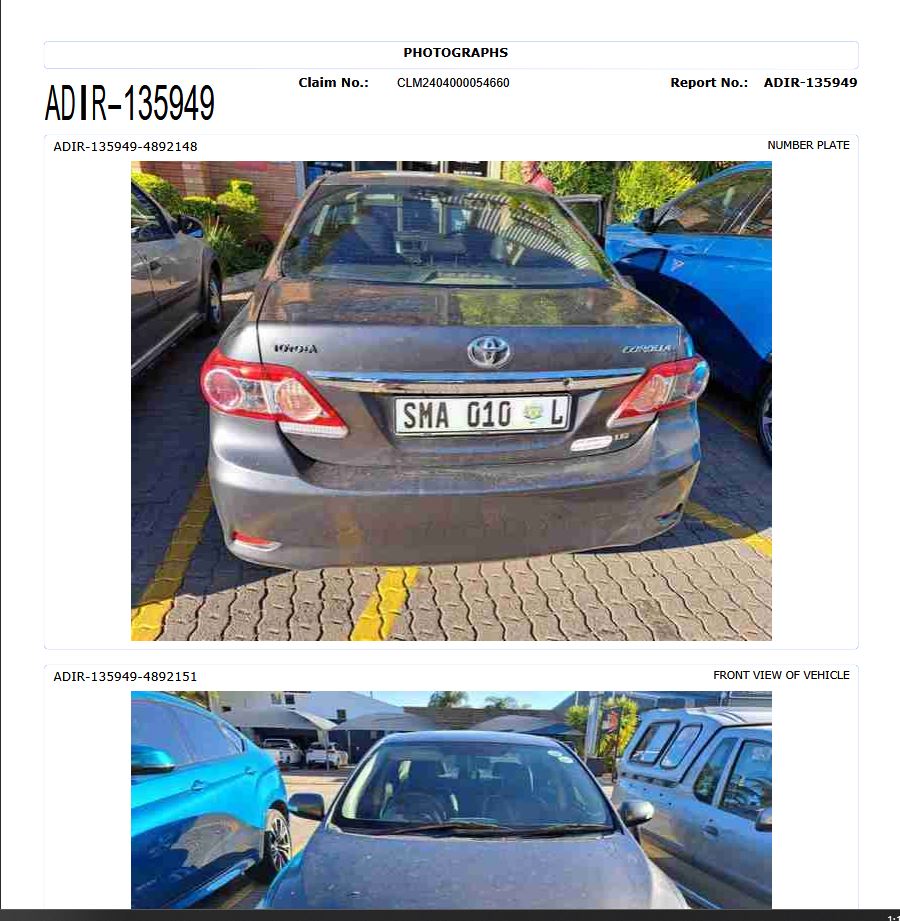 PHOTOGRAPHS
Claim No.: CLM2404000054660 Report No.: ADIR-135949
ADIR-135949
ADIR-135949-4892148 NUMBER PLATE
TOYOTA COROLLA
SMA 010 L
ADIR-135949-4892151 FRONT VIEW OF VEHICLE